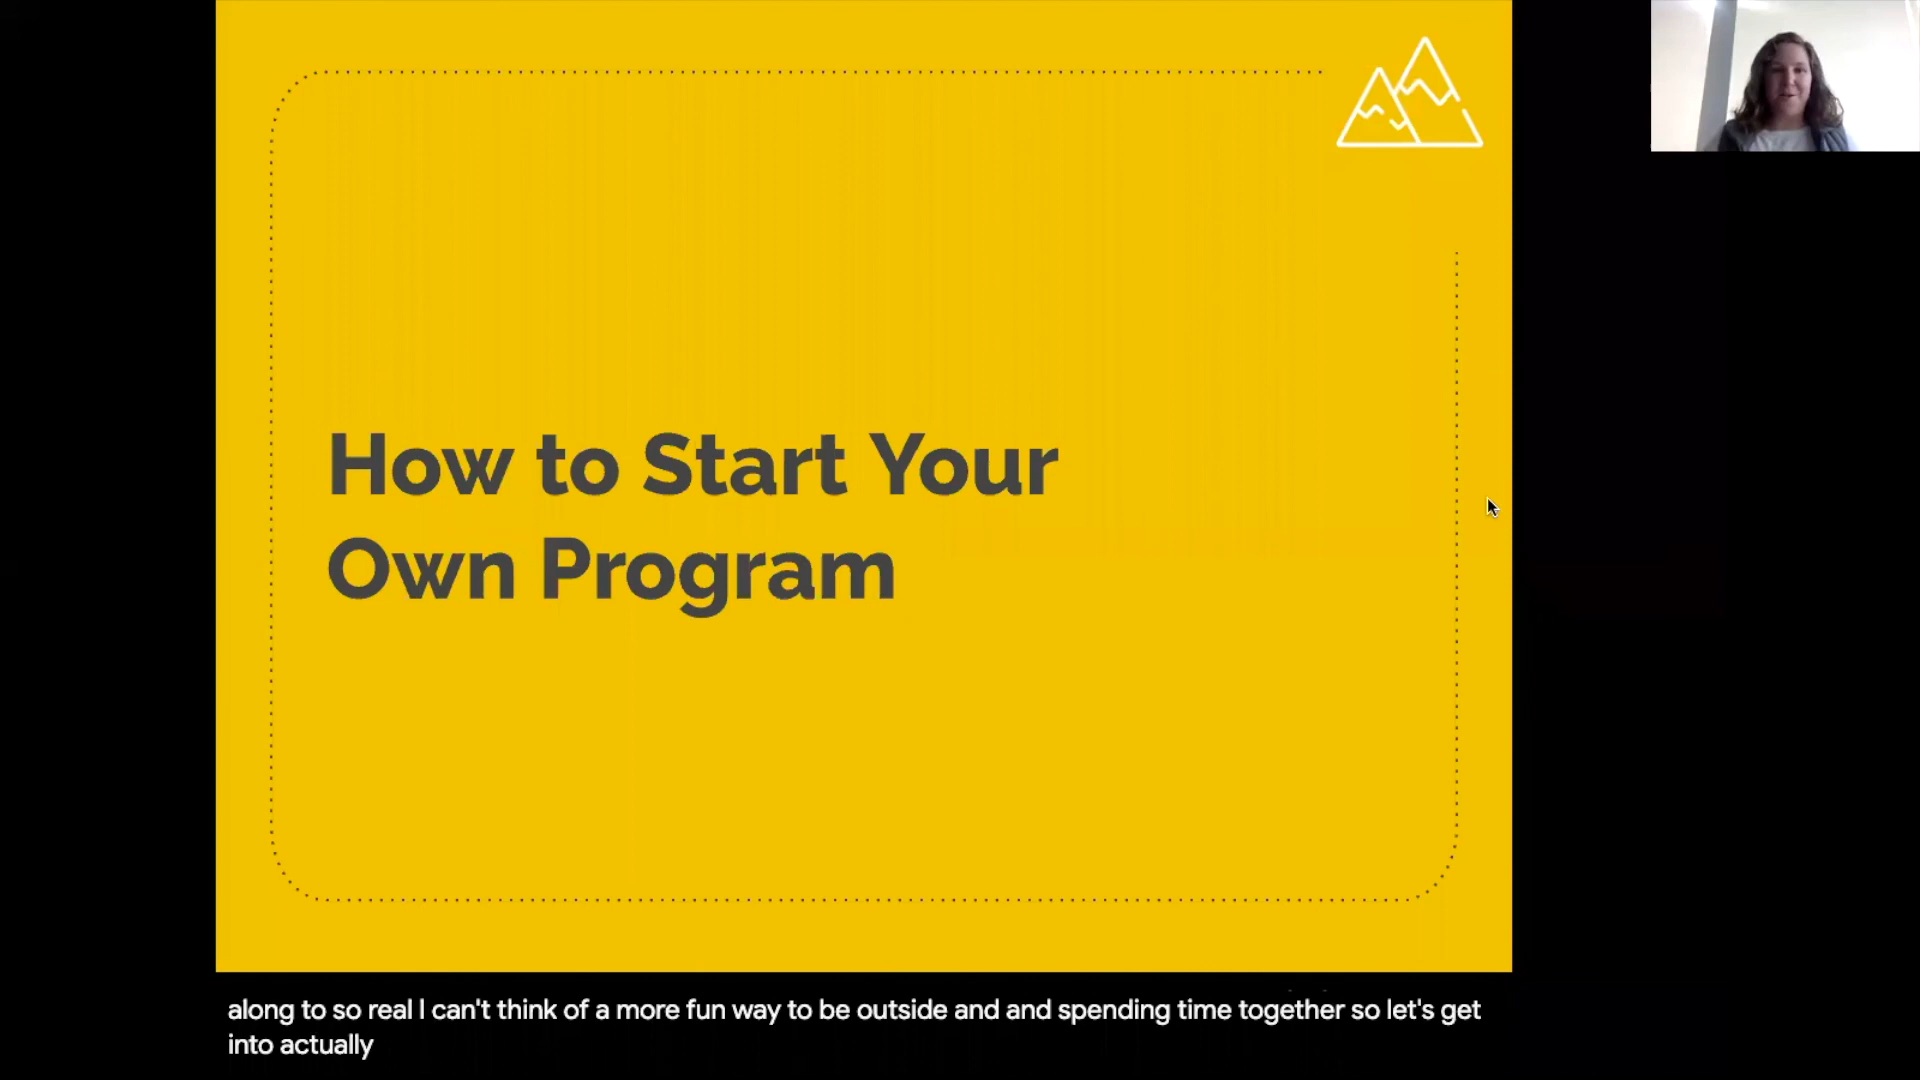 How to Start Your
Own Program
along to so real I can't think of a more fun way to be outside and and spending time together so let's get
into actually